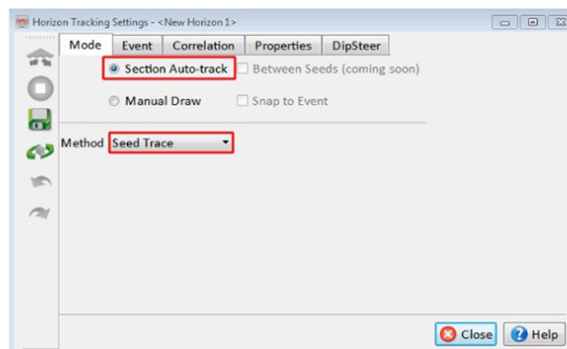 Horizon Tracking Settings - <New Horizon 1>
Mode Event Correlation Properties DipSteer
Section Auto-track Between Seeds (coming soon)
Manual Draw Snap to Event
Method Seed Trace
Close Help